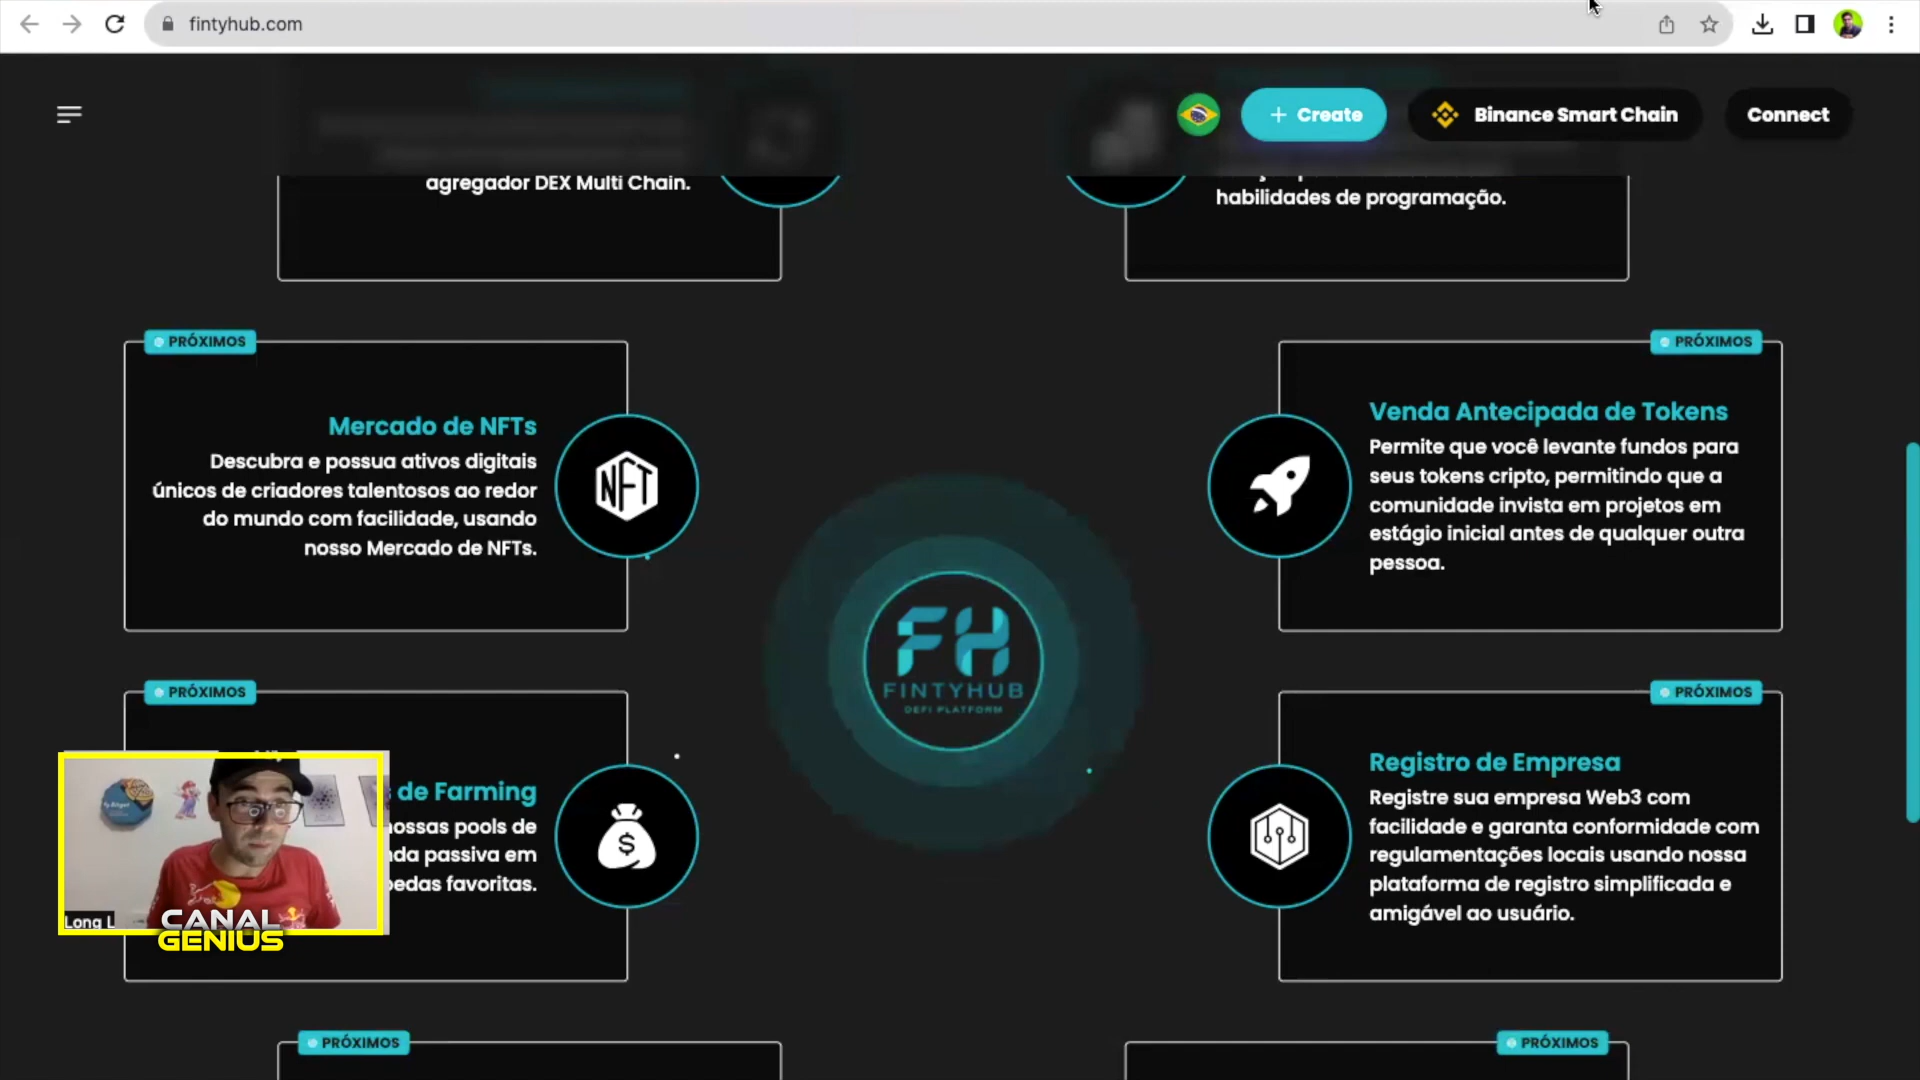 fintyhub.com
+ Create
Binance Smart Chain
Connect
agregador DEX Multi Chain.
habilidades de programação.
PRÓXIMOS
Mercado de NFTs
Descubra e possua ativos digitais
únicos de criadores talentosos ao redor
do mundo com facilidade, usando
nosso Mercado de NFTs.
NFT
PRÓXIMOS
Venda Antecipada de Tokens
Permite que você levante fundos para
seus tokens cripto, permitindo que a
comunidade invista em projetos em
estágio inicial antes de qualquer outra
pessoa.
FH
FINTYHUB
DEFI PLATFORM
PRÓXIMOS
de Farming
nossas pools de
passiva em
favoritas.
$
Long L
CANAL
GENIUS
PRÓXIMOS
Registro de Empresa
Registre sua empresa Web3 com
facilidade e garanta conformidade com
regulamentações locais usando nossa
plataforma de registro simplificada e
amigável ao usuário.
PRÓXIMOS
PRÓXIMOS